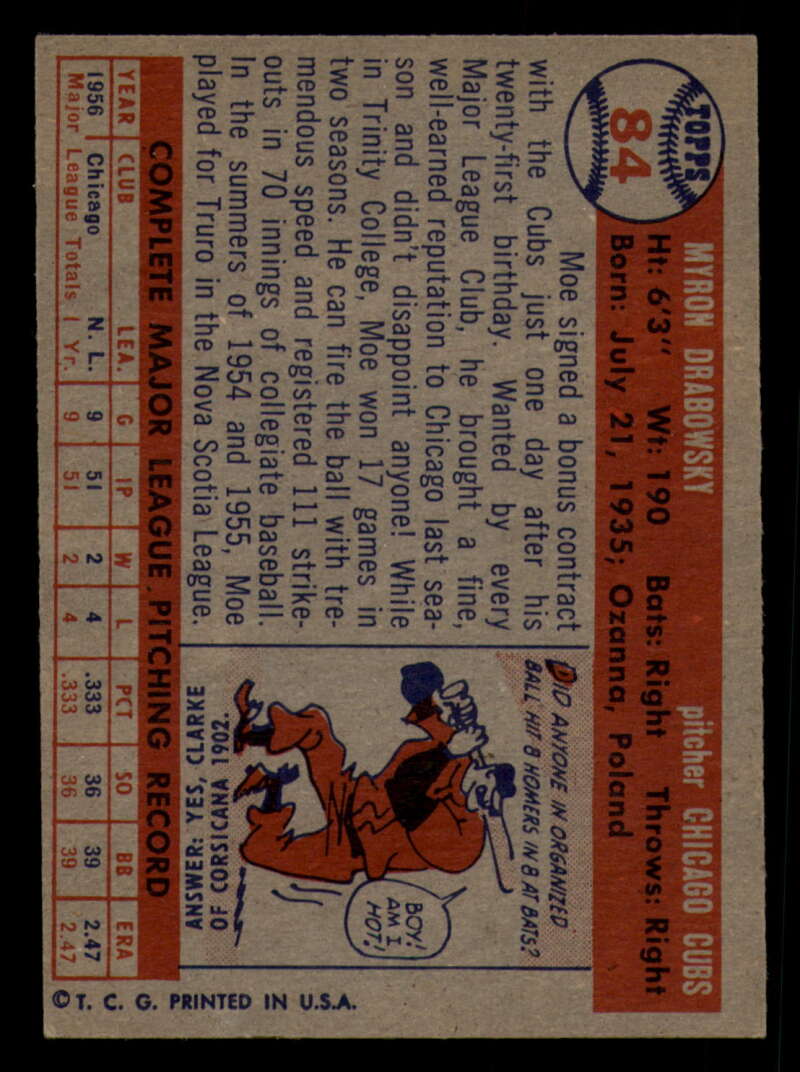 TOPPS
84
MYRON DRABOWSKY
pitcher CHICAGO CUBS
Ht: 6'3" Wt: 190 Bats: Right Throws: Right
Born: July 21, 1935; Ozanna, Poland
Moe signed a bonus contract
with the Cubs just one day after his
twenty-first birthday. Wanted by every
Major League Club, he brought a fine,
well-earned reputation to Chicago last sea-
son and didn't disappoint anyone! While
in Trinity College, Moe won 17 games in
two seasons. He can fire the ball with tre-
mendous speed and registered 111 strike-
outs in 70 innings of collegiate baseball.
In the summers of 1954 and 1955, Moe
played for Truro in the Nova Scotia League.
DID ANYONE IN ORGANIZED
BALL HIT 8 HOMERS IN 8 AT BATS?
BOY!
AM I
HOT!
ANSWER: YES, CLARKE
OF CORSICANA 1902.
COMPLETE MAJOR LEAGUE PITCHING RECORD
YEAR CLUB LEA. G IP W L PCT SO BB ERA
1956 Chicago N. L. 9 51 2 4 .333 36 39 2.47
Major League Totals 1 Yr. 9 51 2 4 .333 36 39 2.47
© T. C. G. PRINTED IN U.S.A.